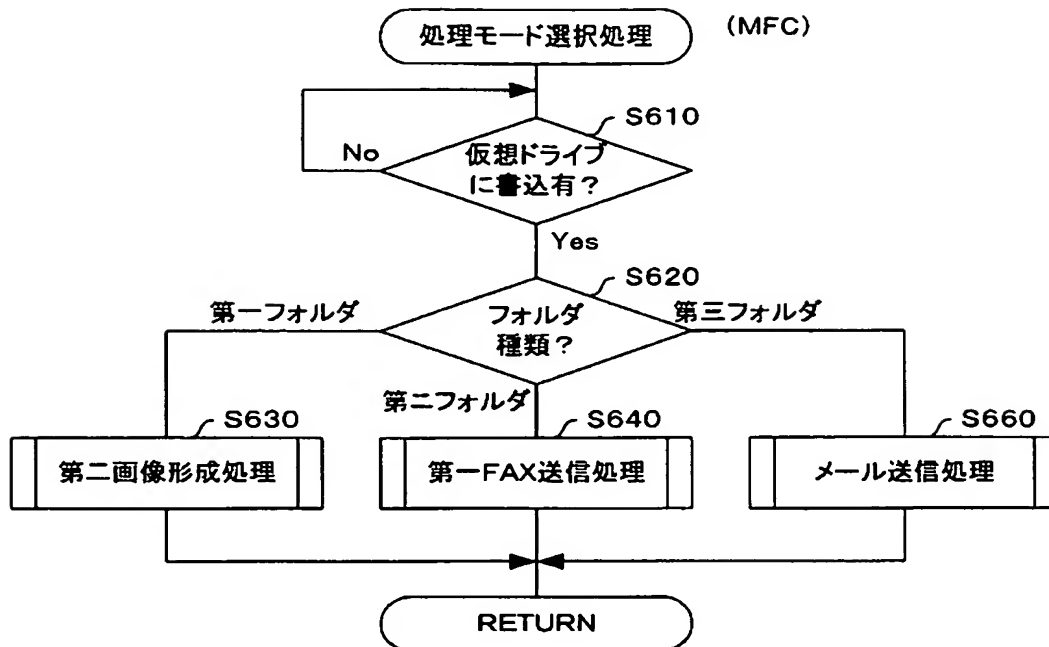 処理モード選択処理
(MFC)
S610
No
仮想ドライブ
に書込有？
Yes
S620
第一フォルダ
フォルダ
種類？
第三フォルダ
第二フォルダ
S630
S640
S660
第二画像形成処理
第一FAX送信処理
メール送信処理
RETURN